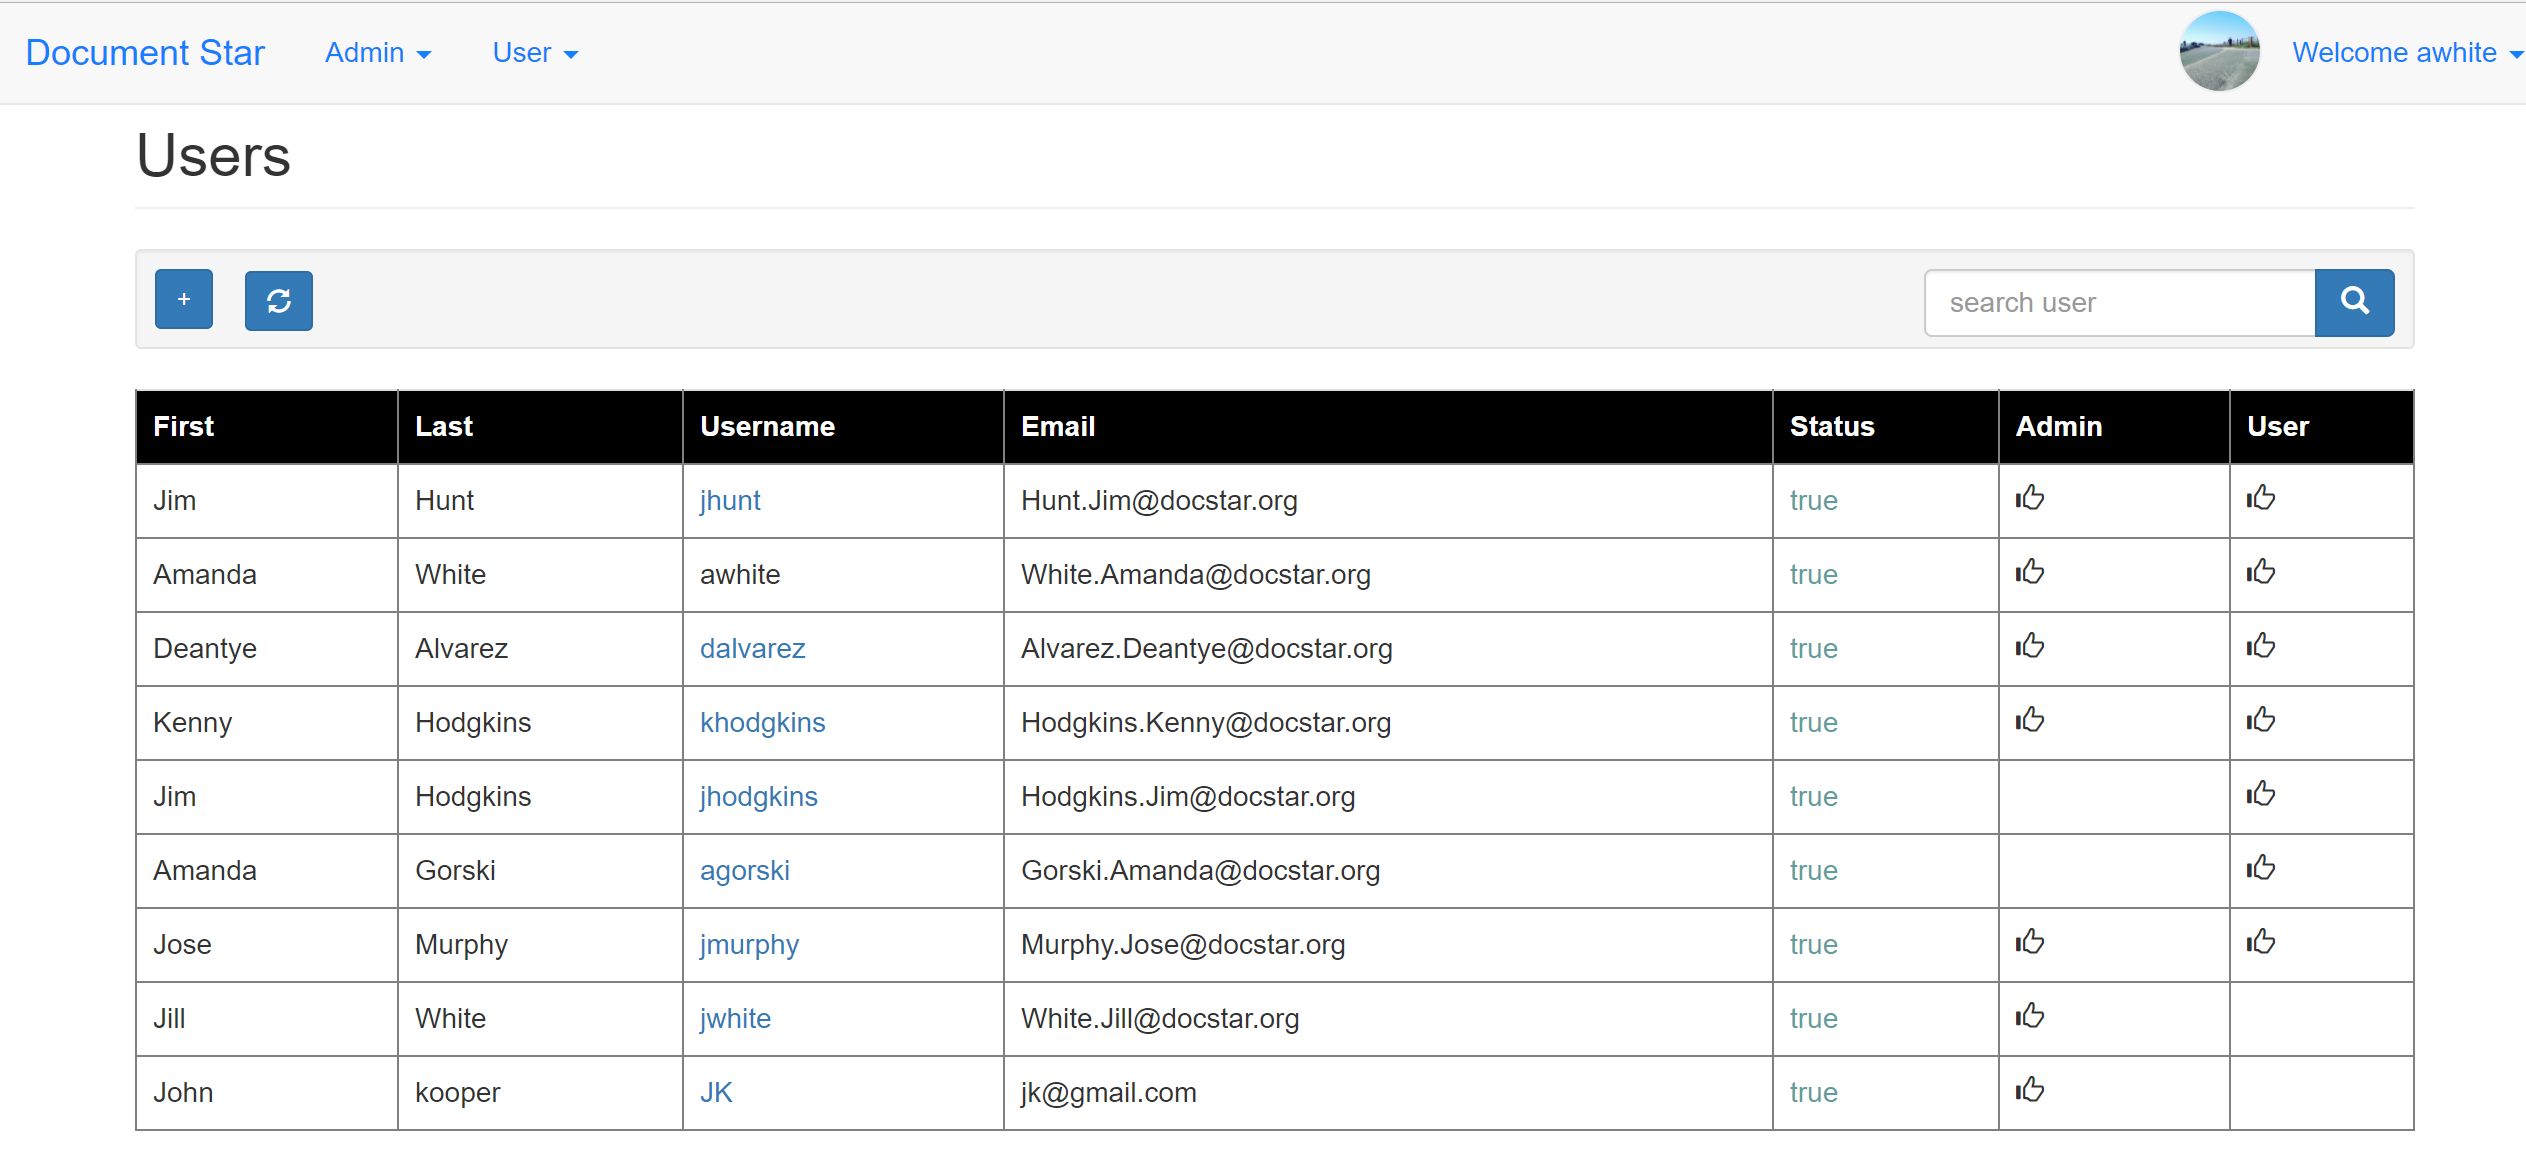 Document Star Admin User Welcome awhite
Users
+ search user
First Last Username Email Status Admin User
Jim Hunt jhunt Hunt.Jim@docstar.org true
Amanda White awhite White.Amanda@docstar.org true
Deantye Alvarez dalvarez Alvarez.Deantye@docstar.org true
Kenny Hodgkins khodgkins Hodgkins.Kenny@docstar.org true
Jim Hodgkins jhodgkins Hodgkins.Jim@docstar.org true
Amanda Gorski agorski Gorski.Amanda@docstar.org true
Jose Murphy jmurphy Murphy.Jose@docstar.org true
Jill White jwhite White.Jill@docstar.org true
John kooper JK jk@gmail.com true